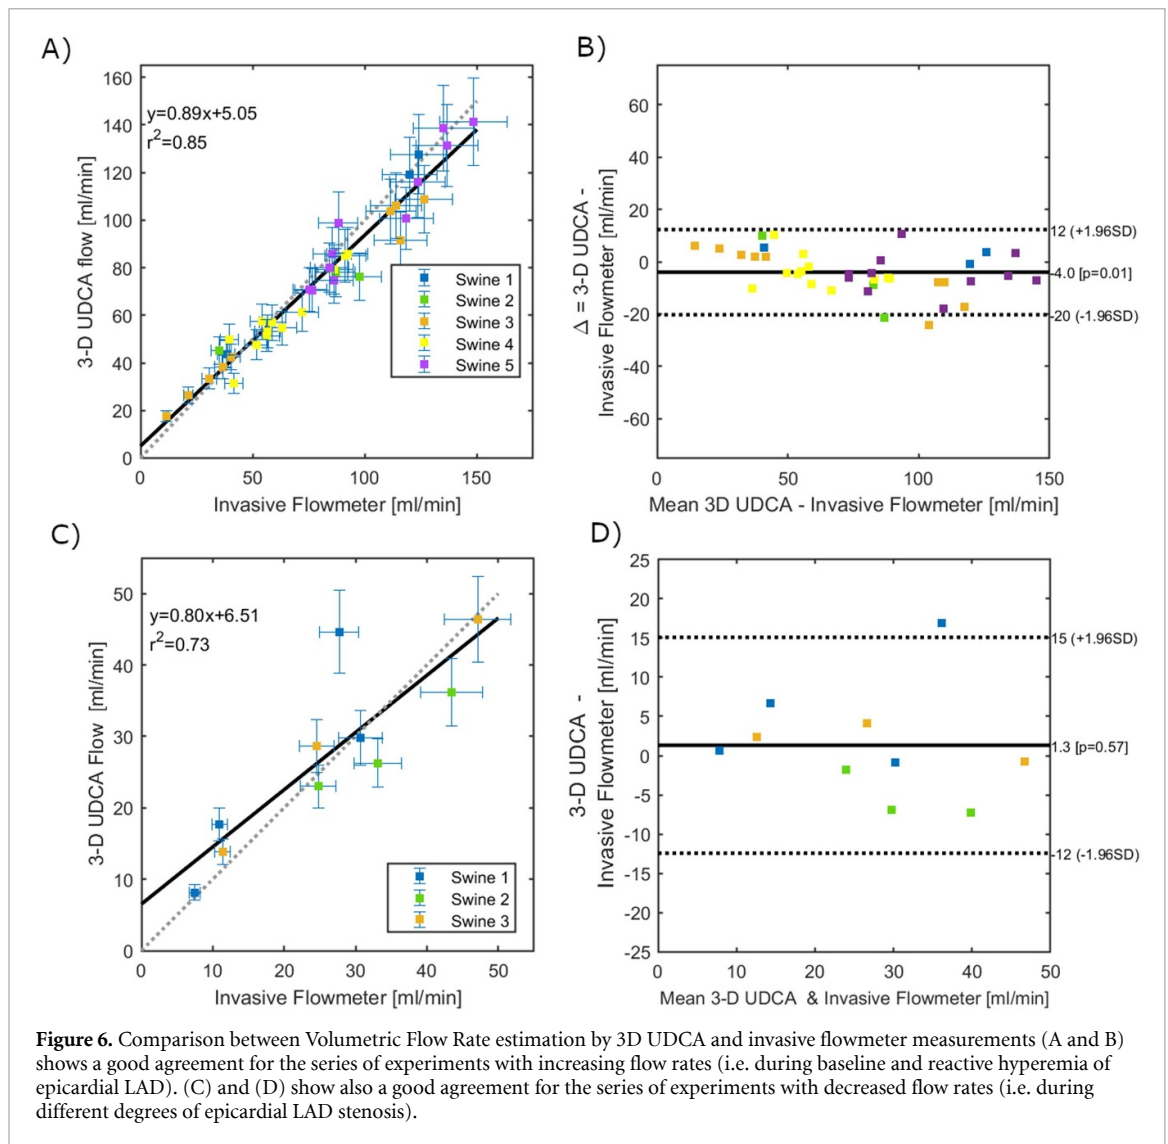 A)
3-D UDCA flow [ml/min]
160
140
120
100
80
60
40
20
0
y=0.89x+5.05
r2=0.85
Swine 1
Swine 2
Swine 3
Swine 4
Swine 5
0 50 100 150
Invasive Flowmeter [ml/min]
B)
Δ = 3-D UDCA -
Invasive Flowmeter [ml/min]
60
40
20
0
-20
-40
-60
12 (+1.96SD)
-4.0 [p=0.01]
-20 (-1.96SD)
0 50 100 150
Mean 3D UDCA - Invasive Flowmeter [ml/min]
C)
3-D UDCA Flow [ml/min]
50
40
30
20
10
0
y=0.80x+6.51
r2=0.73
Swine 1
Swine 2
Swine 3
0 10 20 30 40 50
Invasive Flowmeter [ml/min]
D)
3-D UDCA -
Invasive Flowmeter [ml/min]
25
20
15
10
5
0
-5
-10
-15
-20
-25
15 (+1.96SD)
1.3 [p=0.57]
-12 (-1.96SD)
0 10 20 30 40 50
Mean 3-D UDCA & Invasive Flowmeter [ml/min]
Figure 6. Comparison between Volumetric Flow Rate estimation by 3D UDCA and invasive flowmeter measurements (A and B)
shows a good agreement for the series of experiments with increasing flow rates (i.e. during baseline and reactive hyperemia of
epicardial LAD). (C) and (D) show also a good agreement for the series of experiments with decreased flow rates (i.e. during
different degrees of epicardial LAD stenosis).